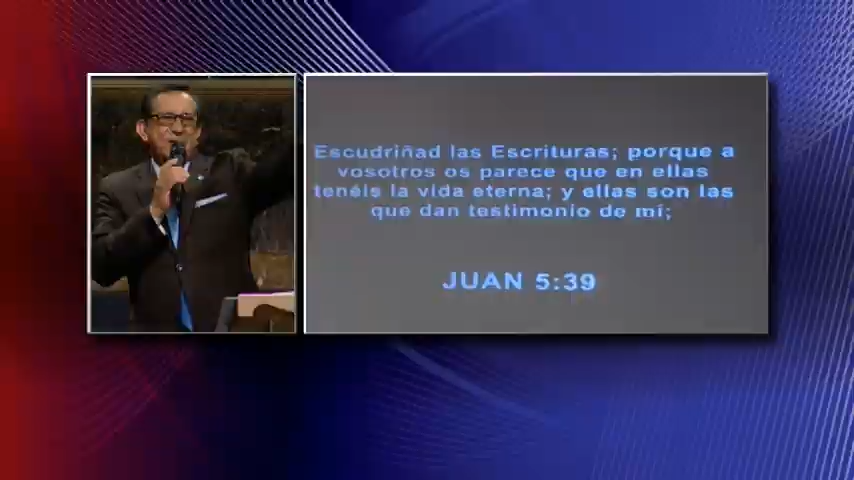 Escudriñad las Escrituras; porque a
vosotros os parece que en ellas
tenéis la vida eterna; y ellas son las
que dan testimonio de mí;
JUAN 5:39